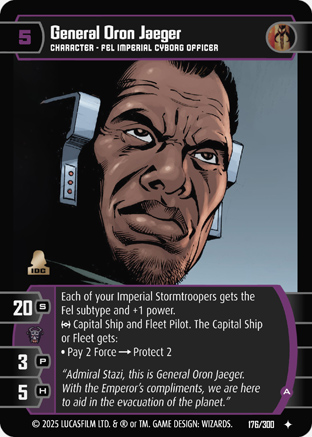 5
General Oron Jaeger
CHARACTER - FEL IMPERIAL CYBORG OFFICER
IDC
20 S
3 P
5 H
Each of your Imperial Stormtroopers gets the
Fel subtype and +1 power.
Capital Ship and Fleet Pilot. The Capital Ship
or Fleet gets:
• Pay 2 Force → Protect 2
“Admiral Stazi, this is General Oron Jaeger.
With the Emperor’s compliments, we are here
to aid in the evacuation of the planet.”
A
© 2025 LUCASFILM LTD. & ® or TM. GAME DESIGN: WIZARDS.
176/300